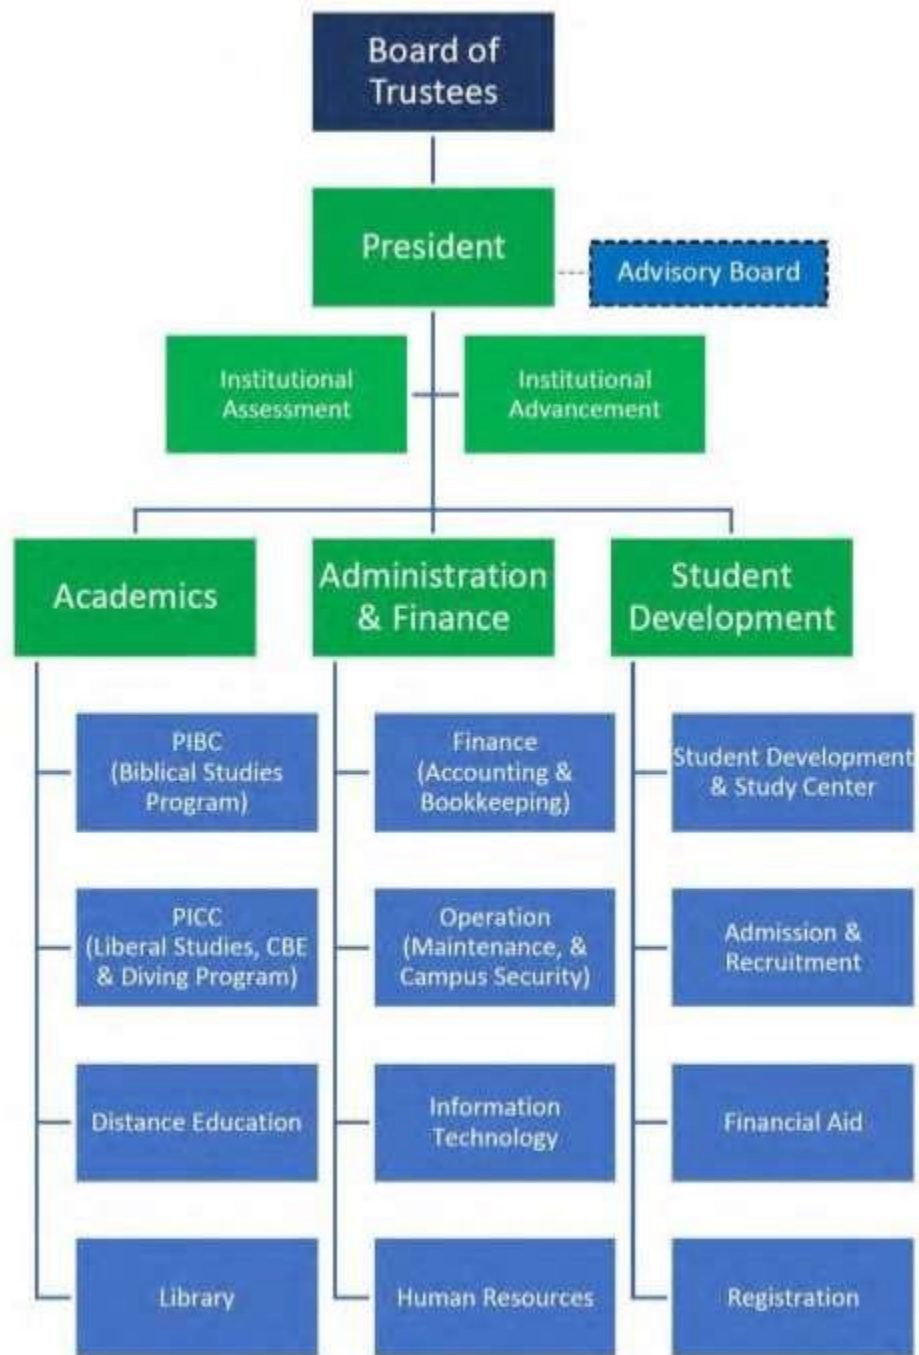 Board of
Trustees
President
Advisory Board
Institutional
Assessment
Institutional
Advancement
Academics
Administration
& Finance
Student
Development
PIBC
(Biblical Studies
Program)
Finance
(Accounting &
Bookkeeping)
Student Development
& Study Center
PICC
(Liberal Studies, CBE
& Diving Program)
Operation
(Maintenance, &
Campus Security)
Admission &
Recruitment
Distance Education
Information
Technology
Financial Aid
Library
Human Resources
Registration